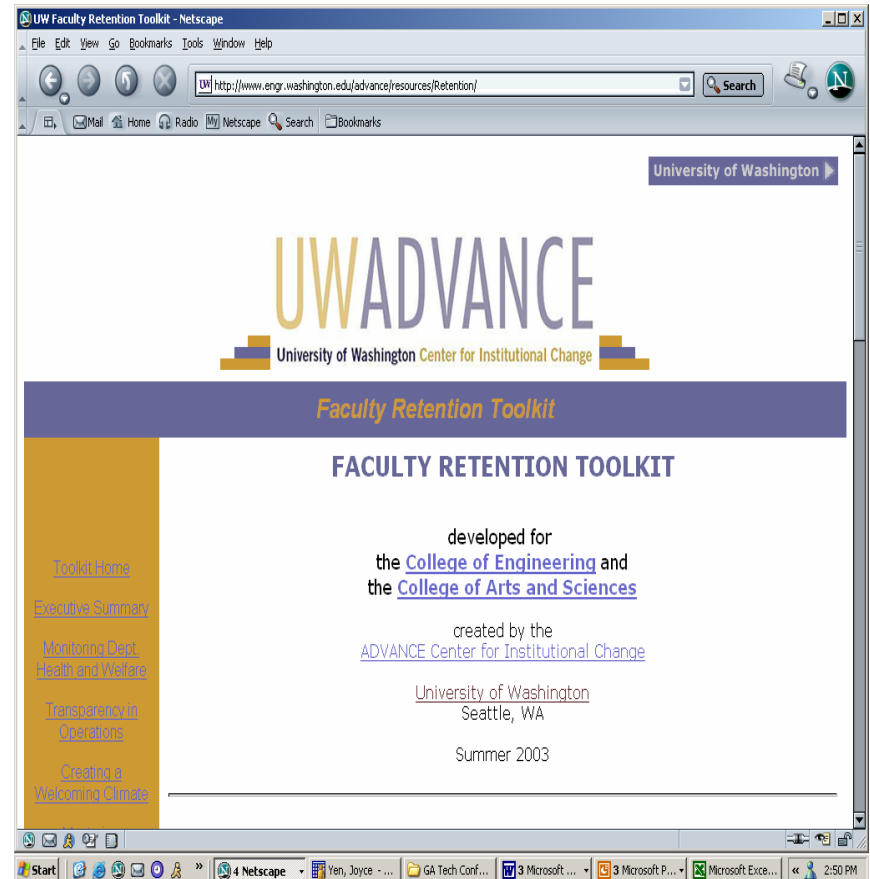 UW Faculty Retention Toolkit - Netscape
File Edit View Go Bookmarks Tools Window Help
http://www.engr.washington.edu/advance/resources/Retention/
Search
Mail Home Radio My Netscape Search Bookmarks
University of Washington
UWADVANCE
University of Washington Center for Institutional Change
Faculty Retention Toolkit
FACULTY RETENTION TOOLKIT
developed for
the College of Engineering and
the College of Arts and Sciences
created by the
ADVANCE Center for Institutional Change
University of Washington
Seattle, WA
Summer 2003
Toolkit Home
Executive Summary
Monitoring Dept.
Health and Welfare
Transparency in
Operations
Creating a
Welcoming Climate
Start » 4 Netscape Yen, Joyce - ... GA Tech Conf... 3 Microsoft ... 3 Microsoft P... Microsoft Exce... « 2:50 PM